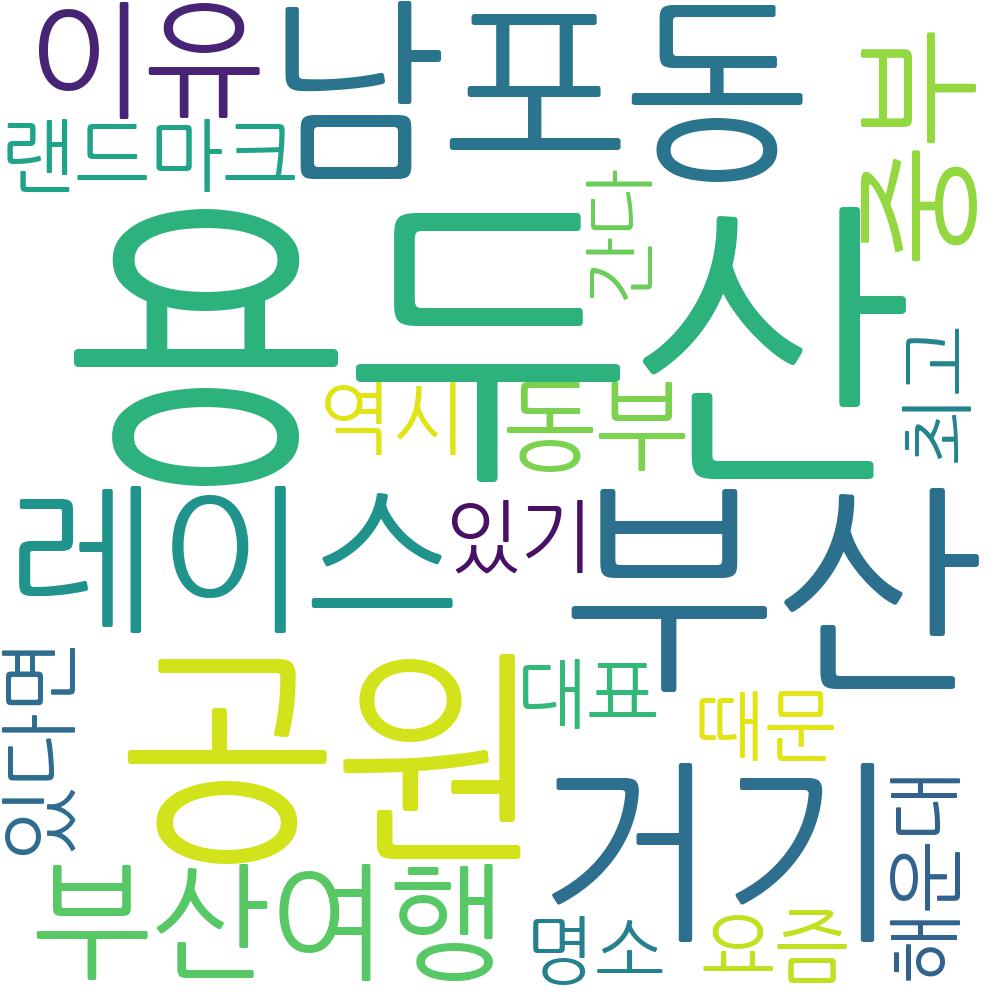 이유
남포동
부촌
랜드마크
간다
용두산
최고
역시
동부
레이스
있기
부산
있다면
공원
대표
때문
거기
해운대
부산여행
명소
요즘